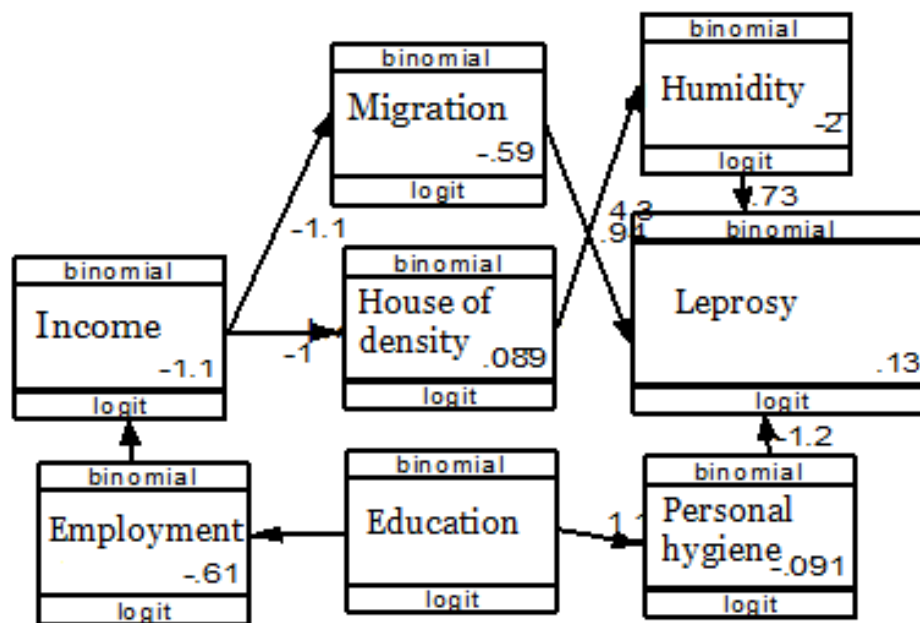 binomial
Migration
-.59
logit
binomial
Humidity
-2
logit
-1.1
4.3
.94
.73
binomial
Income
-1.1
logit
-1
binomial
House of
density
.089
logit
binomial
Leprosy
.13
logit
-1.2
binomial
Employment
-.61
logit
binomial
Education
logit
binomial
Personal
hygiene
-.091
logit